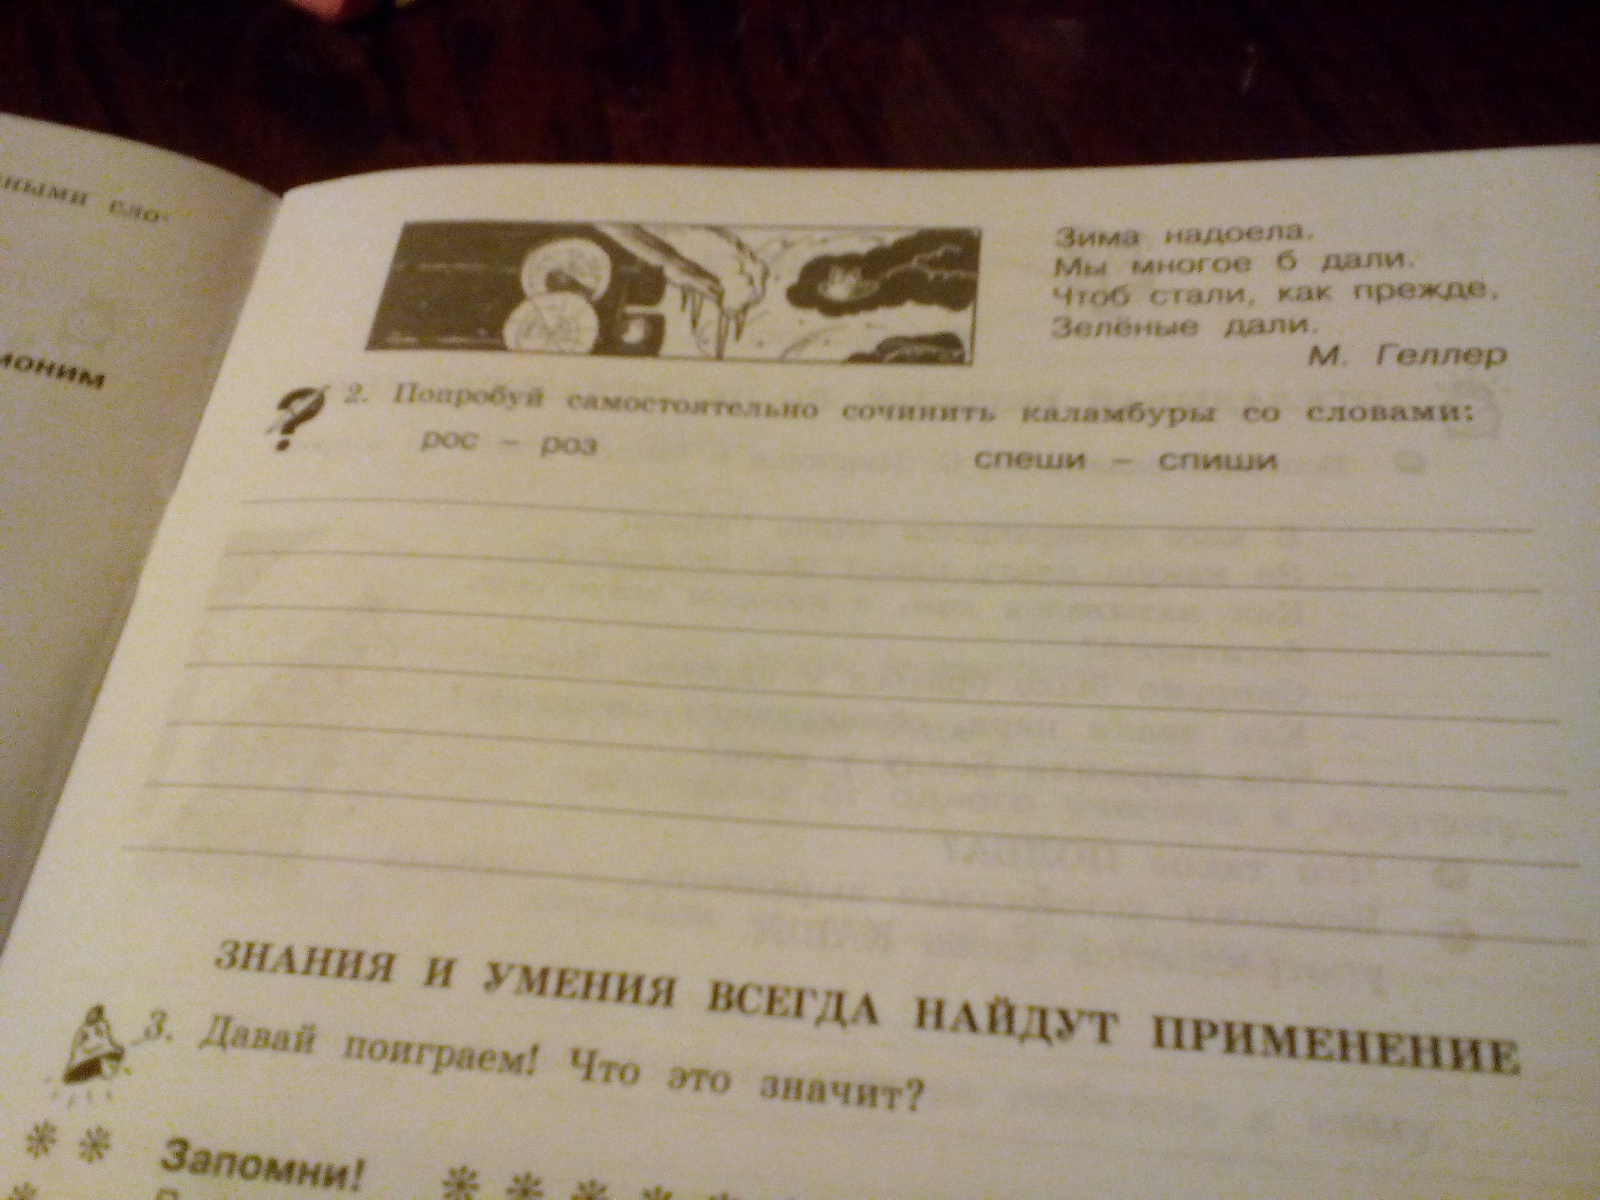 ными сло-
моним
Зима надоела.
Мы многое б дали.
Чтоб стали, как прежде,
Зелёные дали.
М. Геллер
2. Попробуй самостоятельно сочинить каламбуры со словами:
рос – роз спеши – спиши
ЗНАНИЯ И УМЕНИЯ ВСЕГДА НАЙДУТ ПРИМЕНЕНИЕ
3. Давай поиграем! Что это значит?
Запомни!